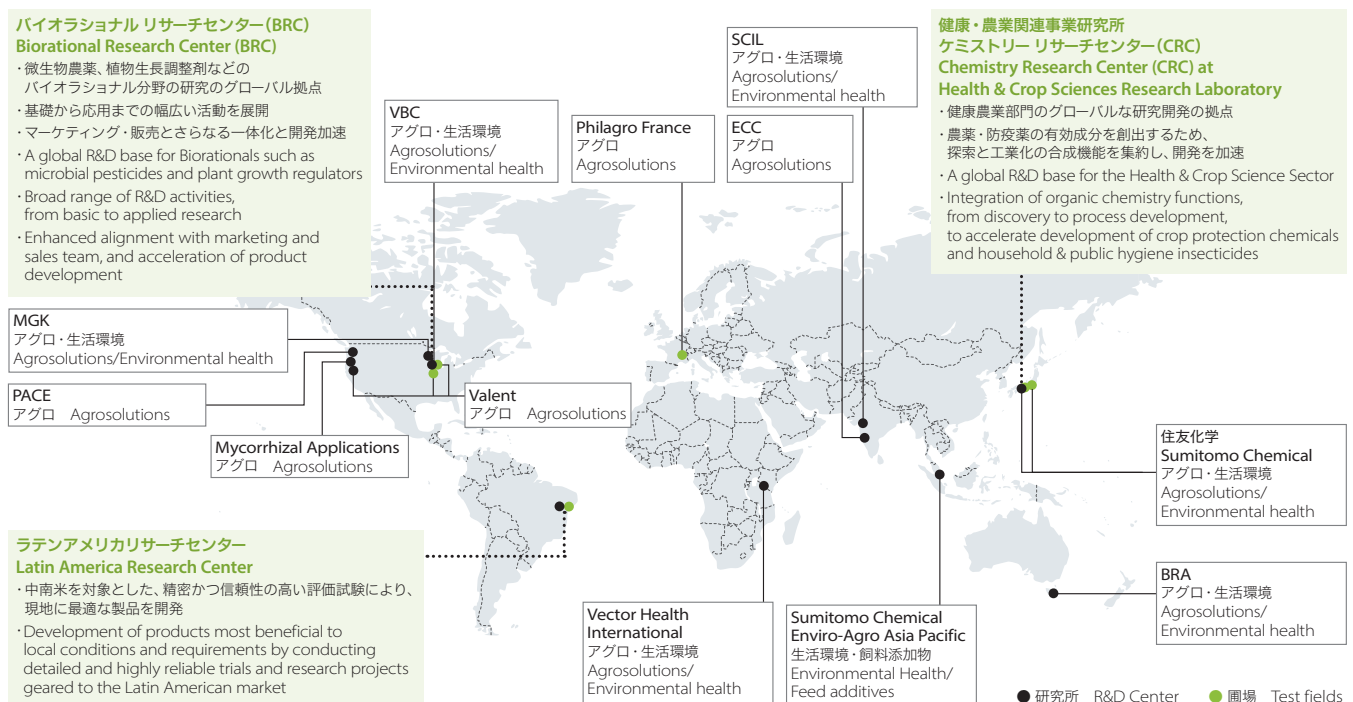 バイオラショナル リサーチセンター(BRC)
Biorational Research Center (BRC)
・微生物農薬、植物生長調整剤などの
バイオラショナル分野の研究のグローバル拠点
・基礎から応用までの幅広い活動を展開
・マーケティング・販売とさらなる一体化と開発加速
・A global R&D base for Biorationals such as
microbial pesticides and plant growth regulators
・Broad range of R&D activities,
from basic to applied research
・Enhanced alignment with marketing and
sales team, and acceleration of product
development
VBC
アグロ・生活環境
Agrosolutions/
Environmental health
Philagro France
アグロ
Agrosolutions
SCIL
アグロ・生活環境
Agrosolutions/
Environmental health
ECC
アグロ
Agrosolutions
健康・農業関連事業研究所
ケミストリー リサーチセンター(CRC)
Chemistry Research Center (CRC) at
Health & Crop Sciences Research Laboratory
・健康農業部門のグローバルな研究開発の拠点
・農薬・防疫薬の有効成分を創出するため、
探索と工業化の合成機能を集約し、開発を加速
・A global R&D base for the Health & Crop Science Sector
・Integration of organic chemistry functions,
from discovery to process development,
to accelerate development of crop protection chemicals
and household & public hygiene insecticides
MGK
アグロ・生活環境
Agrosolutions/Environmental health
PACE
アグロ Agrosolutions
Mycorrhizal Applications
アグロ Agrosolutions
Valent
アグロ Agrosolutions
住友化学
Sumitomo Chemical
アグロ・生活環境
Agrosolutions/
Environmental health
ラテンアメリカリサーチセンター
Latin America Research Center
・中南米を対象とした、精密かつ信頼性の高い評価試験により、
現地に最適な製品を開発
・Development of products most beneficial to
local conditions and requirements by conducting
detailed and highly reliable trials and research projects
geared to the Latin American market
Vector Health
International
アグロ・生活環境
Agrosolutions/
Environmental health
Sumitomo Chemical
Enviro-Agro Asia Pacific
生活環境・飼料添加物
Environmental Health/
Feed additives
BRA
アグロ・生活環境
Agrosolutions/
Environmental health
研究所 R&D Center
圃場 Test fields